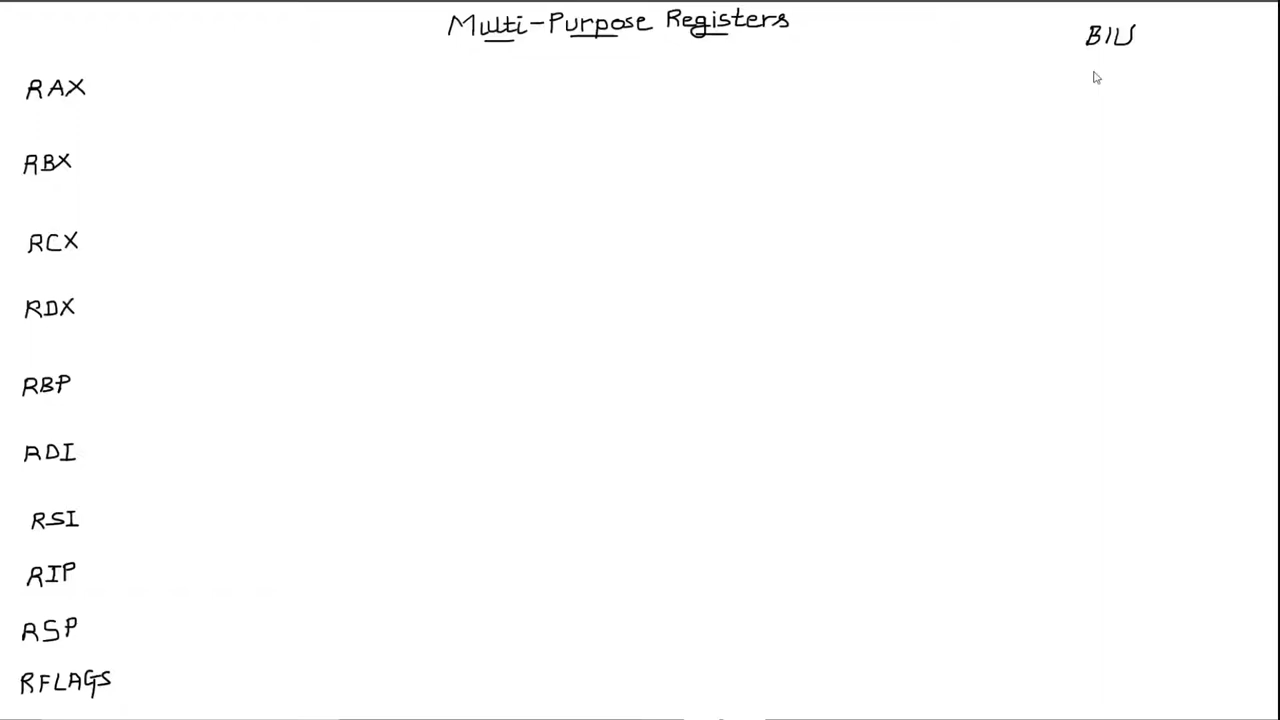 Multi-Purpose Registers
BIU
RAX
RBX
RCX
RDX
RBP
RDI
RSI
RIP
RSP
RFLAGS